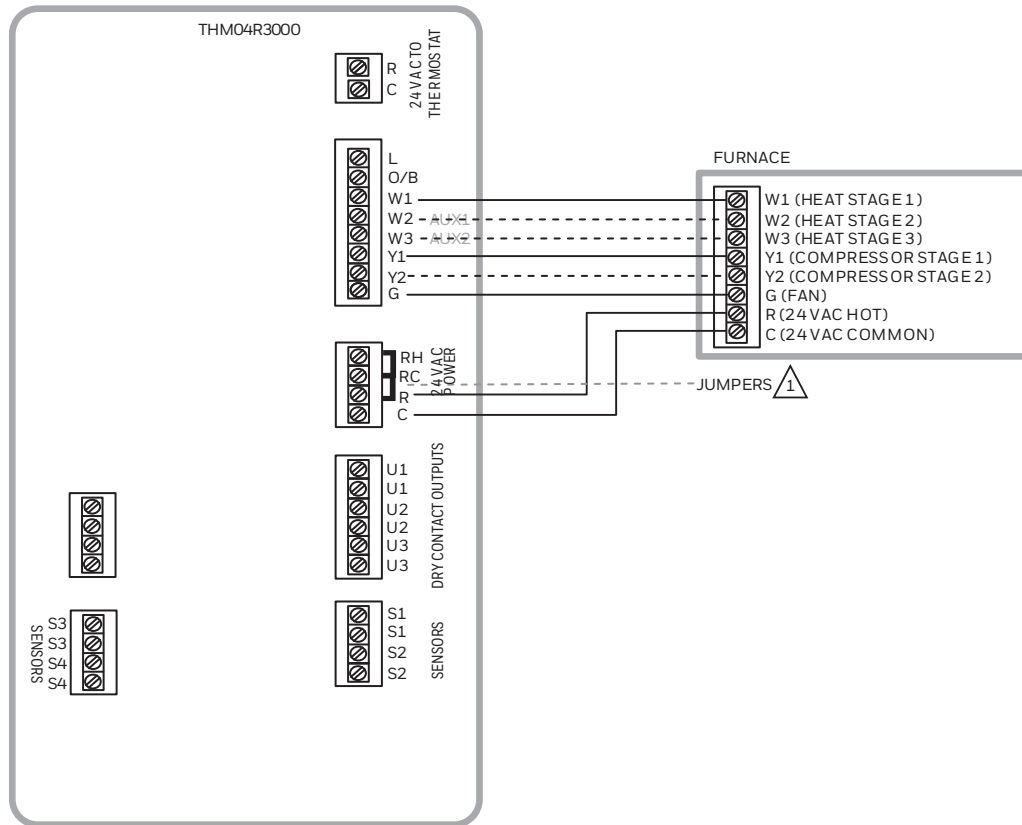 THM04R3000
R
C
24 VAC TO
THERMOSTAT
L
O/B
W1
W2 AUX1
W3 AUX2
Y1
Y2
G
RH
RC
R
C
24 VAC
POWER
U1
U1
U2
U2
U3
U3
DRY CONTACT OUTPUTS
S1
S1
S2
S2
SENSORS
S3
S3
S4
S4
SENSORS
FURNACE
W1 (HEAT STAGE 1)
W2 (HEAT STAGE 2)
W3 (HEAT STAGE 3)
Y1 (COMPRESSOR STAGE 1)
Y2 (COMPRESSOR STAGE 2)
G (FAN)
R (24 VAC HOT)
C (24 VAC COMMON)
JUMPERS 1